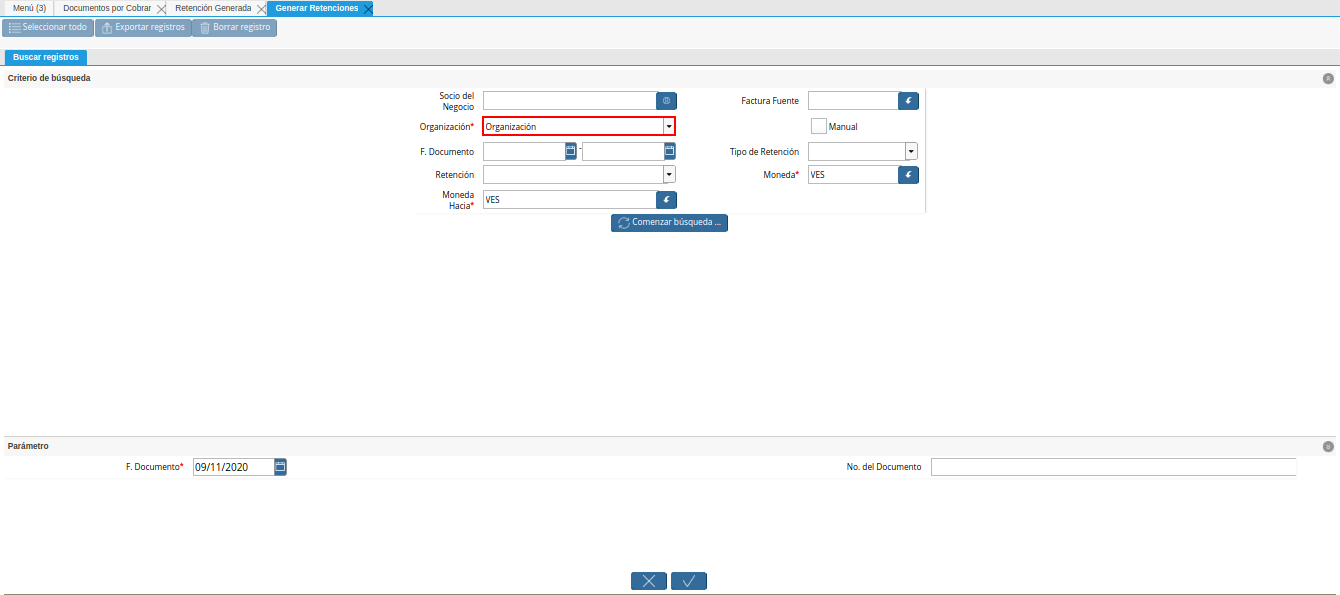 Menú (3) Documentos por Cobrar Retención Generada Generar Retenciones
Seleccionar todo Exportar registros Borrar registro
Buscar registros
Criterio de búsqueda
Socio del Negocio Factura Fuente
Organización* Organización Manual
F. Documento - Tipo de Retención
Retención Moneda* VES
Moneda Hacia* VES
Comenzar búsqueda ...
Parámetro
F. Documento* 09/11/2020 No. del Documento